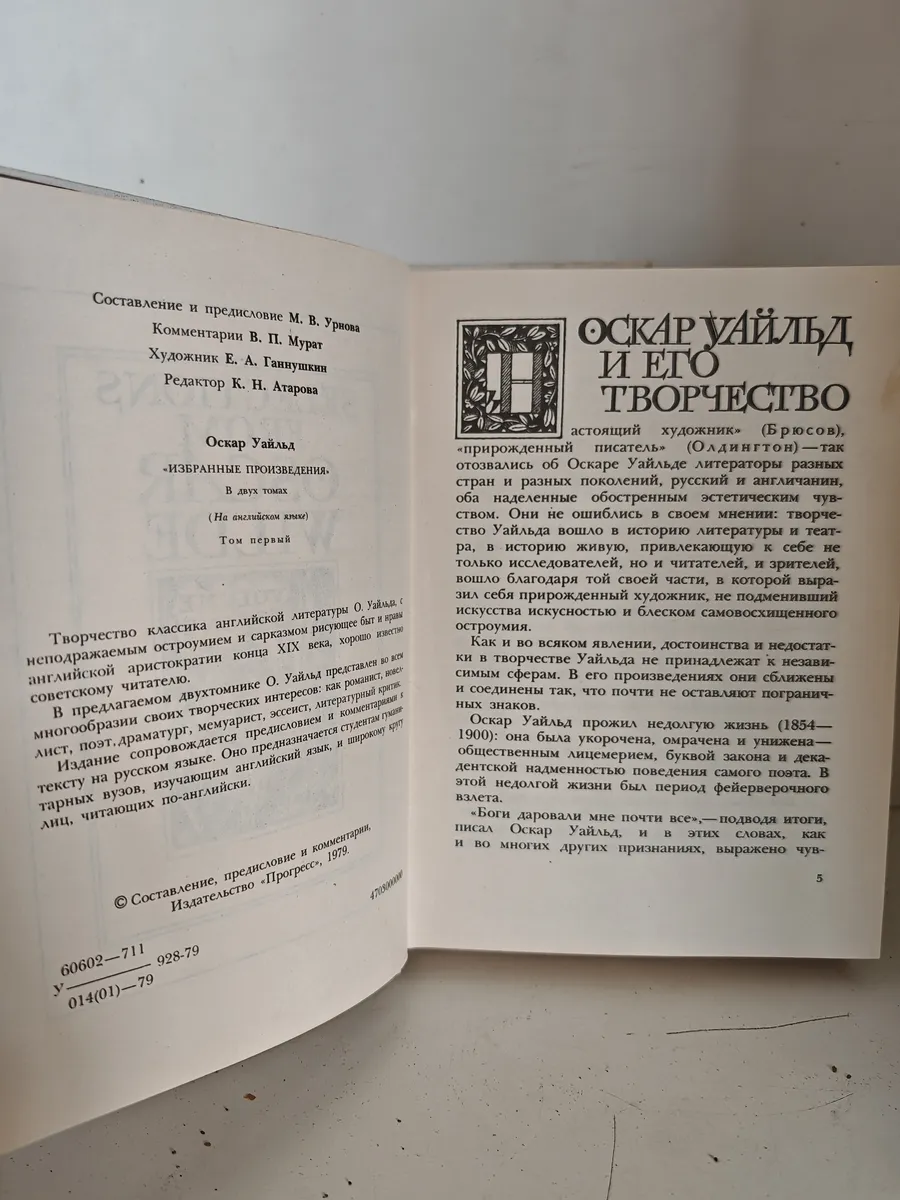 Составление и предисловие М. В. Урнова
Комментарии В. П. Мурат
Художник Е. А. Ганнушкин
Редактор К. Н. Атарова
Оскар Уайльд
«ИЗБРАННЫЕ ПРОИЗВЕДЕНИЯ»
В двух томах
(На английском языке)
Том первый
Творчество классика английской литературы О. Уайльда, с
неподражаемым остроумием и сарказмом рисующее быт и нравы
английской аристократии конца XIX века, хорошо известно
советскому читателю.
В предлагаемом двухтомнике О. Уайльд представлен во всем
многообразии своих творческих интересов: как романист, новел-
лист, поэт, драматург, мемуарист, эссеист, литературный критик.
Издание сопровождается предисловием и комментариями к
тексту на русском языке. Оно предназначается студентам гумани-
тарных вузов, изучающим английский язык, и широкому кругу
лиц, читающих по-английски.
© Составление, предисловие и комментарии,
Издательство «Прогресс», 1979.
4703000000
60602—711
У 928-79
014(01)—79
ОСКАР УАЙЛЬД
И ЕГО
ТВОРЧЕСТВО
Настоящий художник» (Брюсов),
«прирожденный писатель» (Олдингтон)—так
отозвались об Оскаре Уайльде литераторы разных
стран и разных поколений, русский и англичанин,
оба наделенные обостренным эстетическим чув-
ством. Они не ошиблись в своем мнении: творче-
ство Уайльда вошло в историю литературы и теат-
ра, в историю живую, привлекающую к себе не
только исследователей, но и читателей, и зрителей,
вошло благодаря той своей части, в которой выра-
зил себя прирожденный художник, не подменивший
искусства искусностью и блеском самовосхищенного
остроумия.
Как и во всяком явлении, достоинства и недостат-
ки в творчестве Уайльда не принадлежат к незави-
симым сферам. В его произведениях они сближены
и соединены так, что почти не оставляют погранич-
ных знаков.
Оскар Уайльд прожил недолгую жизнь (1854—
1900): она была укорочена, омрачена и унижена—
общественным лицемерием, буквой закона и дека-
дентской надменностью поведения самого поэта. В
этой недолгой жизни был период фейерверочного
взлета.
«Боги даровали мне почти все»,—подводя итоги,
писал Оскар Уайльд, и в этих словах, как
и во многих других признаниях, выражено чув-
5